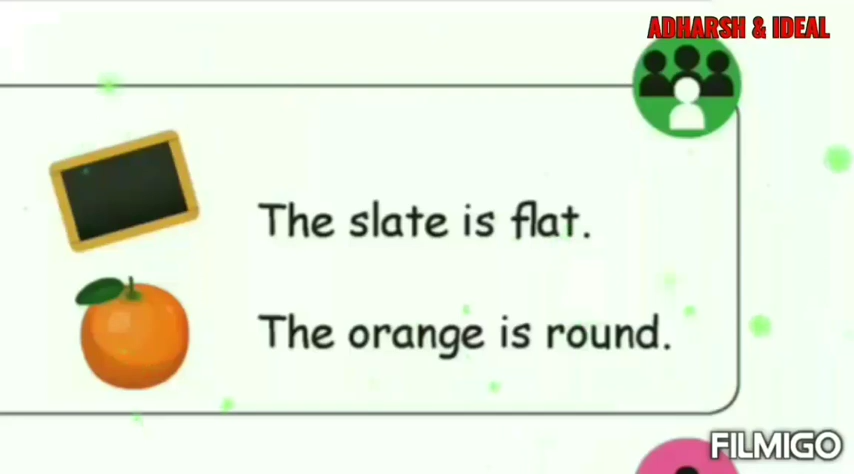 ADHARSH & IDEAL
The slate is flat.
The orange is round.
FILMIGO